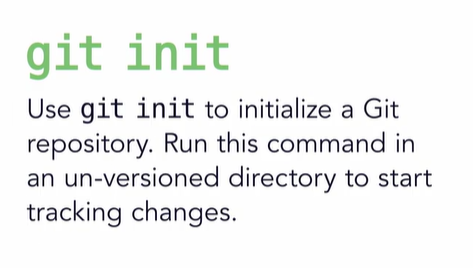 git init
Use git init to initialize a Git
repository. Run this command in
an un-versioned directory to start
tracking changes.